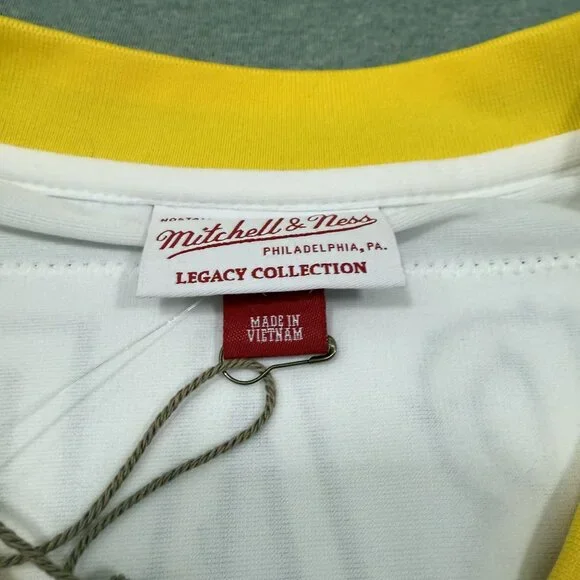 Mitchell & Ness
PHILADELPHIA, PA.
LEGACY COLLECTION
MADE IN
VIETNAM